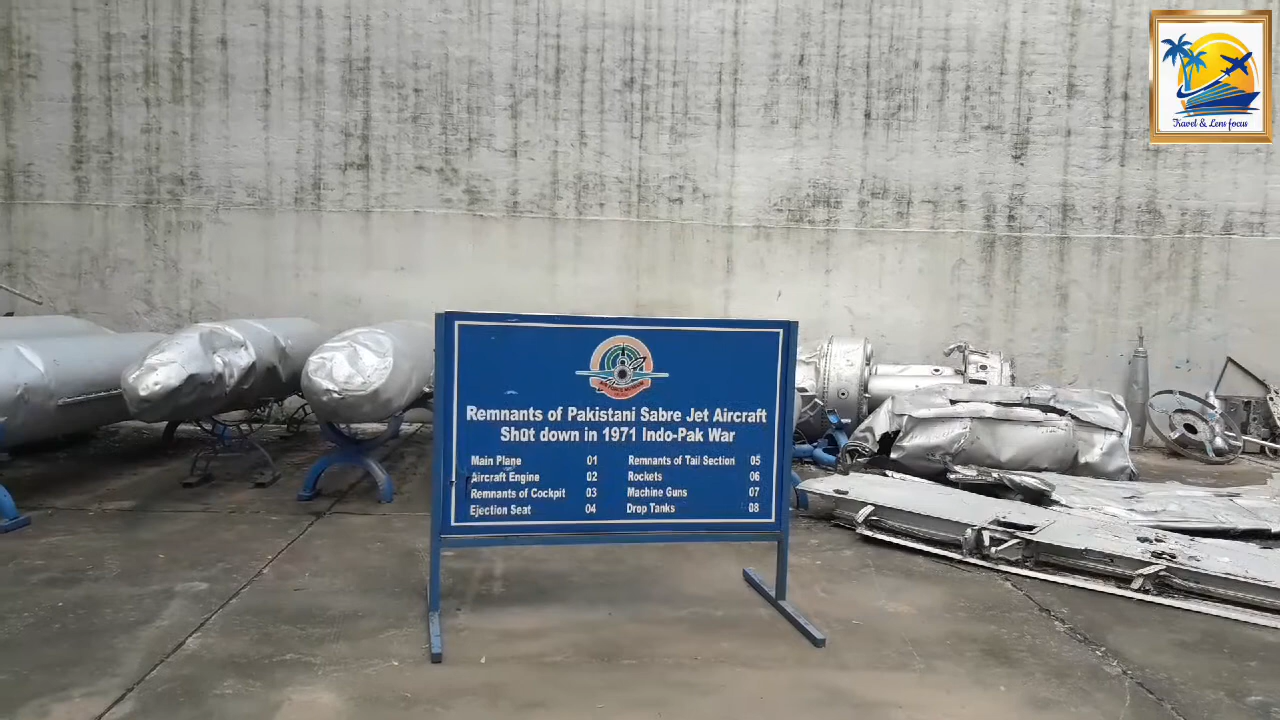 Travel & Lens focus
Remnants of Pakistani Sabre Jet Aircraft
Shot down in 1971 Indo-Pak War
Main Plane 01
Aircraft Engine 02
Remnants of Cockpit 03
Ejection Seat 04
Remnants of Tail Section 05
Rockets 06
Machine Guns 07
Drop Tanks 08